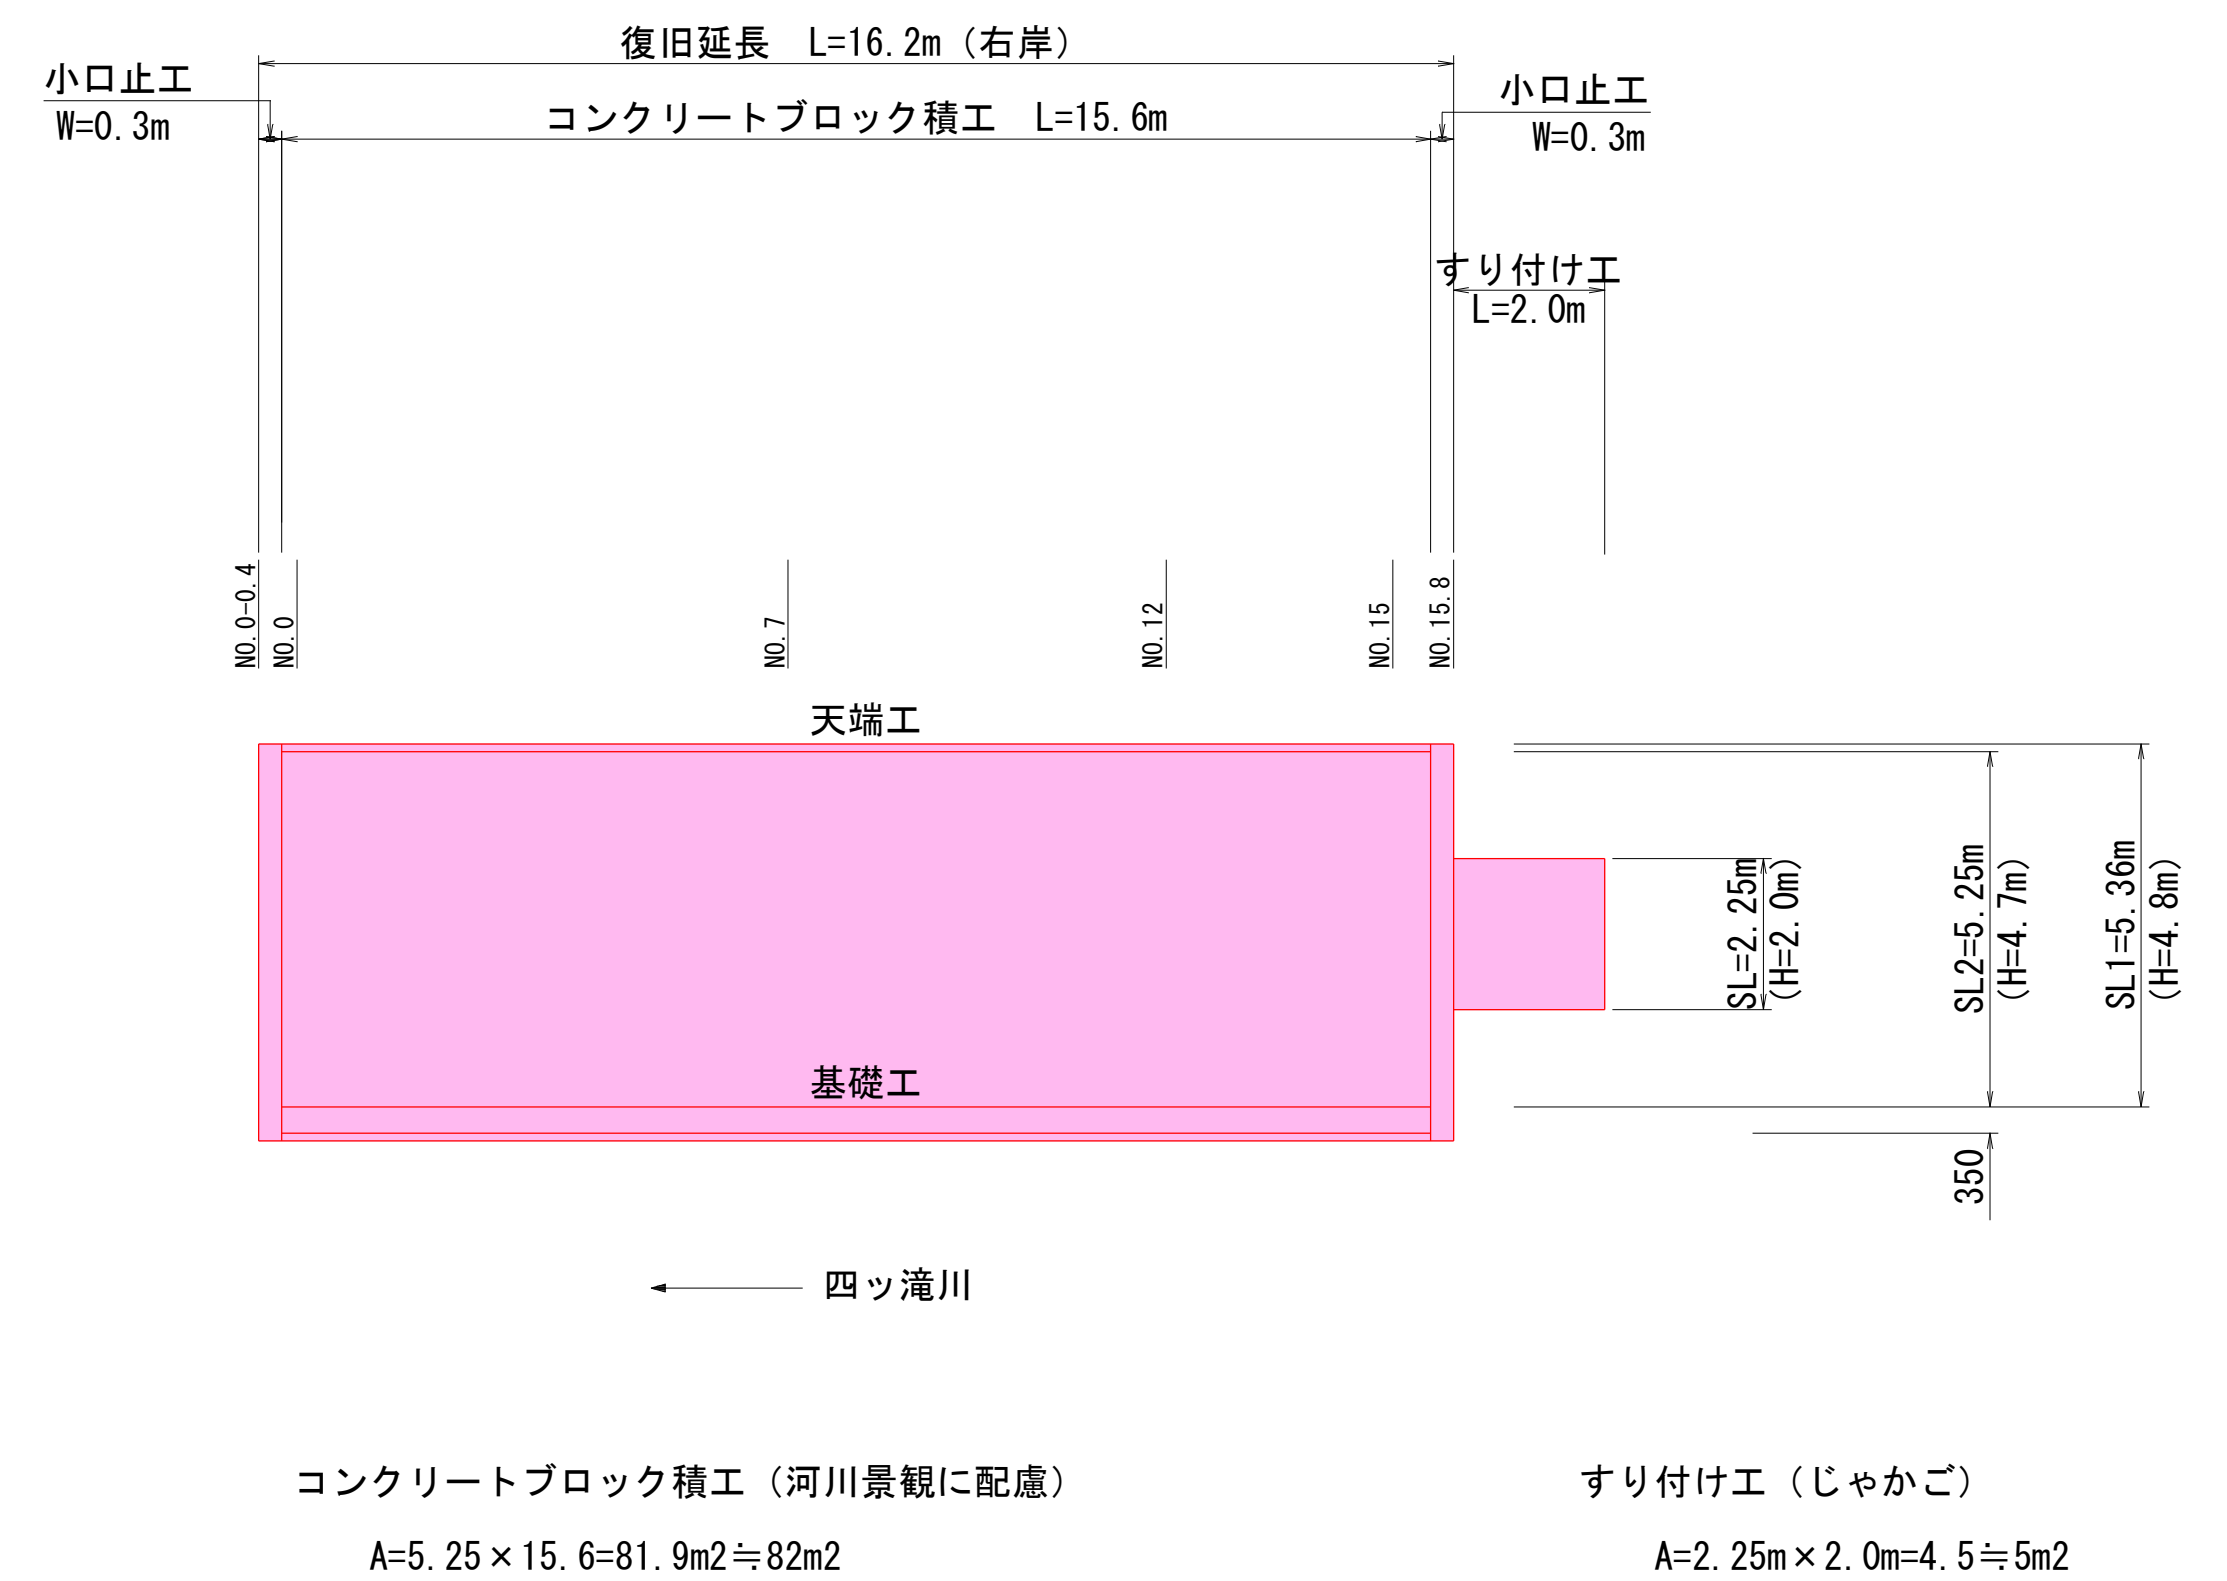 復旧延長　L=16.2m（右岸）
小口止工
W=0.3m
コンクリートブロック積工　L=15.6m
小口止工
W=0.3m
すり付け工
L=2.0m
NO.0-0.4
NO.0
NO.7
NO.12
NO.15
NO.15.8
天端工
基礎工
SL=2.25m
(H=2.0m)
SL2=5.25m
(H=4.7m)
SL1=5.36m
(H=4.8m)
350
四ッ滝川
コンクリートブロック積工（河川景観に配慮）
A=5.25×15.6=81.9m2≒82m2
すり付け工（じゃかご）
A=2.25m×2.0m=4.5≒5m2